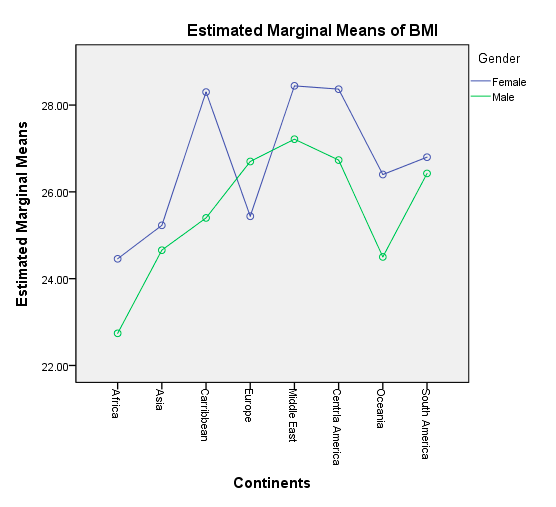 Estimated Marginal Means of BMI
Gender
Female
Male
Estimated Marginal Means
28.00
26.00
24.00
22.00
Africa
Asia
Carribbean
Europe
Middle East
Centrla America
Oceania
South America
Continents